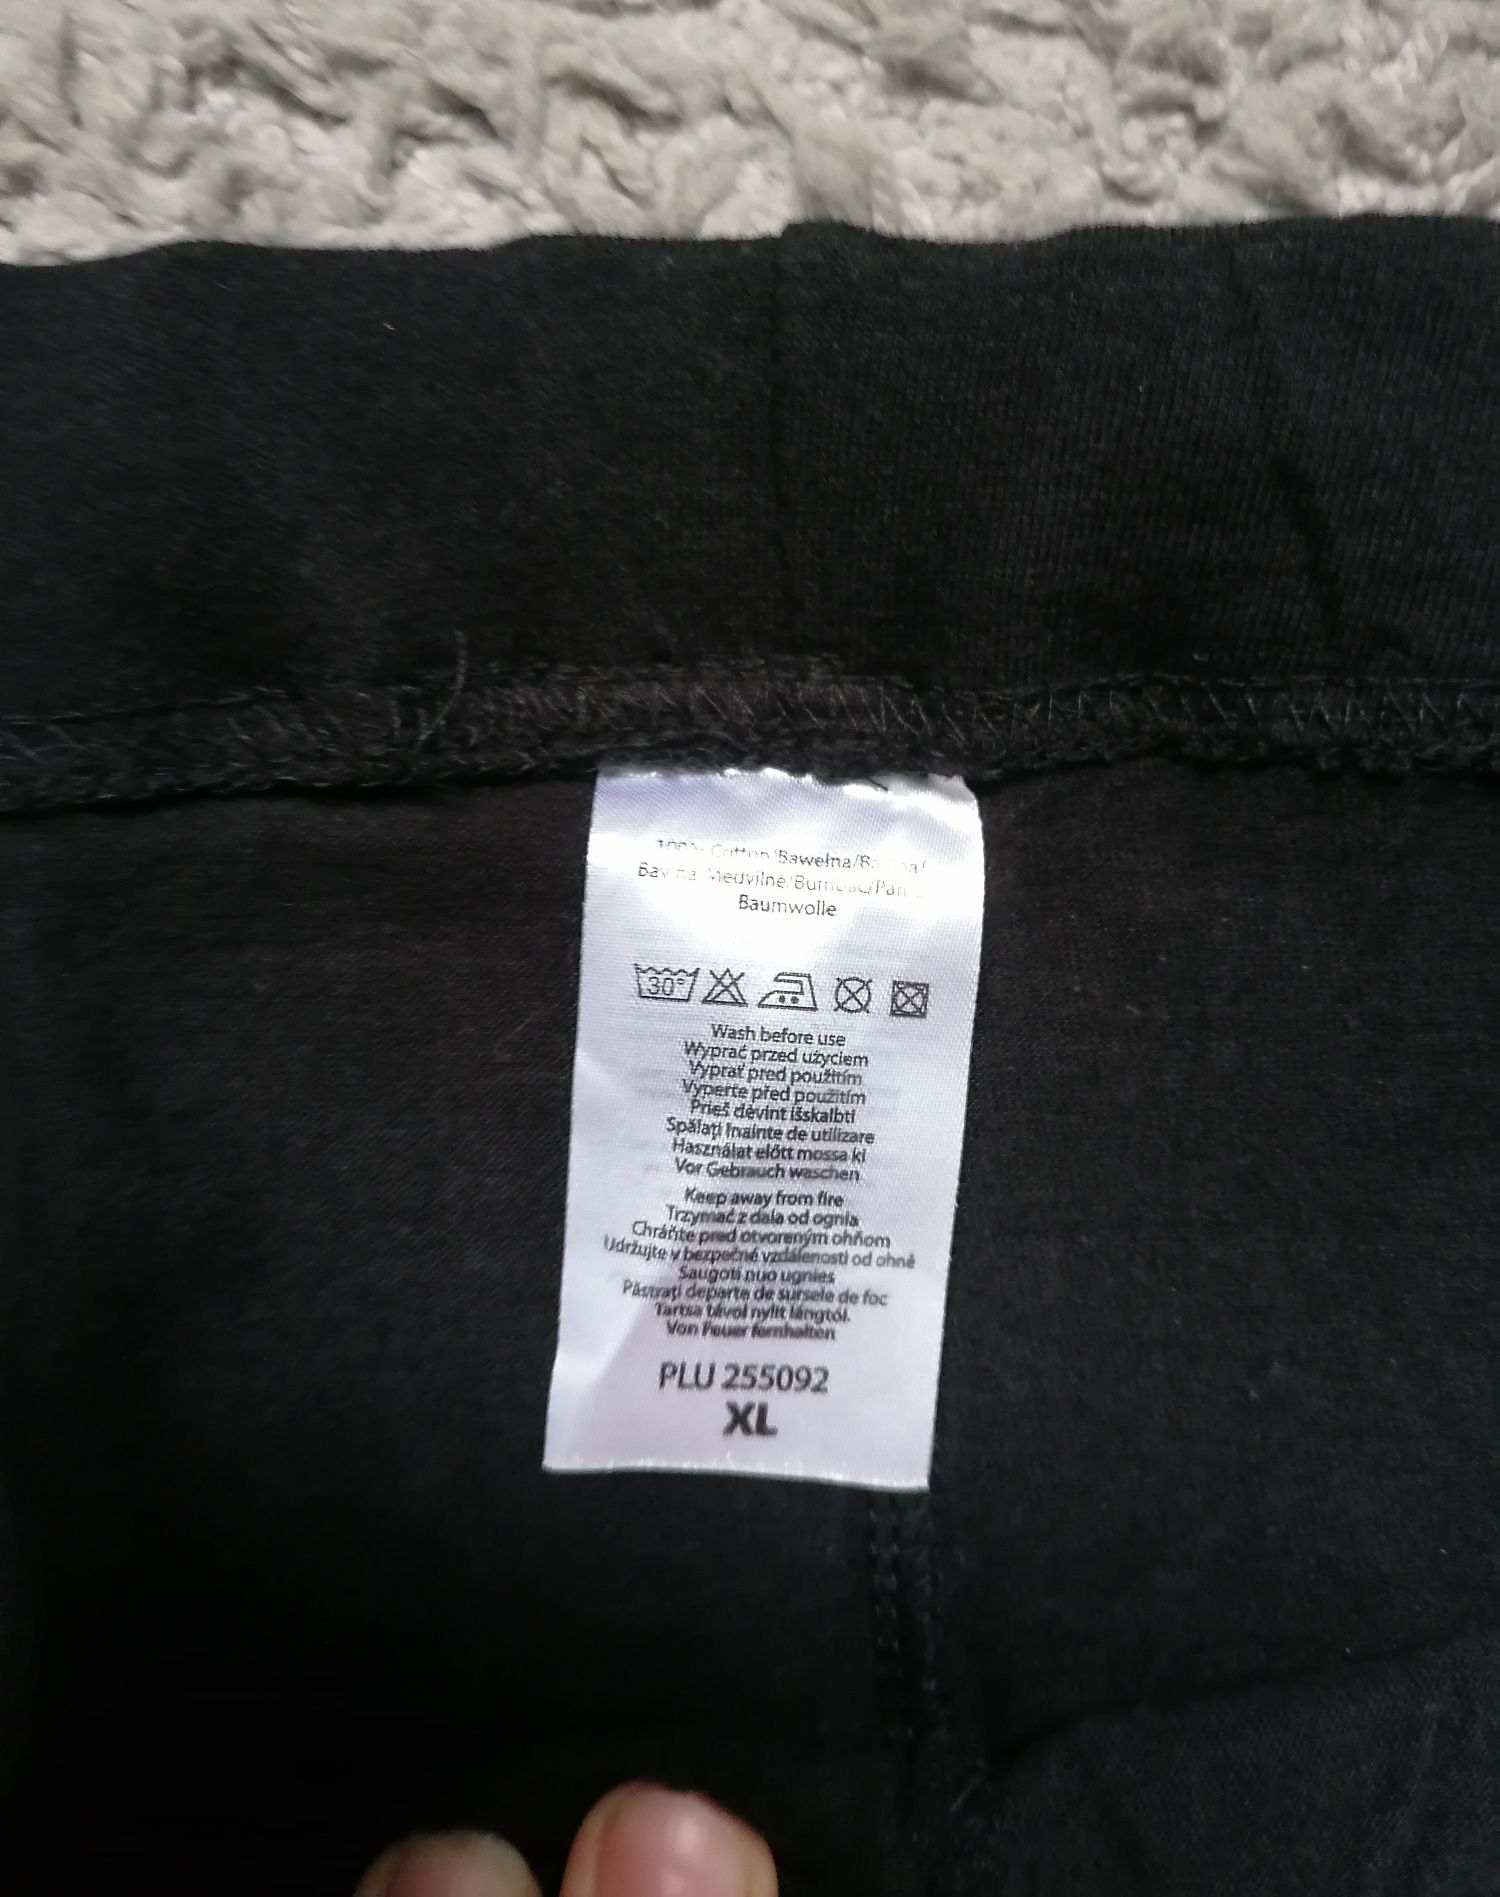 Cotton/Bawełna/
Medvilnė/
Baumwolle
30°
Wash before use
Wyprać przed użyciem
Vyprať pred použitím
Vyperte před použitím
Prieš dėvint išskalbti
Spălați înainte de utilizare
Használat előtt mossa ki
Vor Gebrauch waschen
Keep away from fire
Trzymać z dala od ognia
Chráňte pred otvoreným ohňom
Udržujte v bezpečné vzdálenosti od ohně
Saugoti nuo ugnies
Păstrați departe de sursele de foc
Tartsa távol nyílt lángtól.
Von Feuer fernhalten
PLU 255092
XL